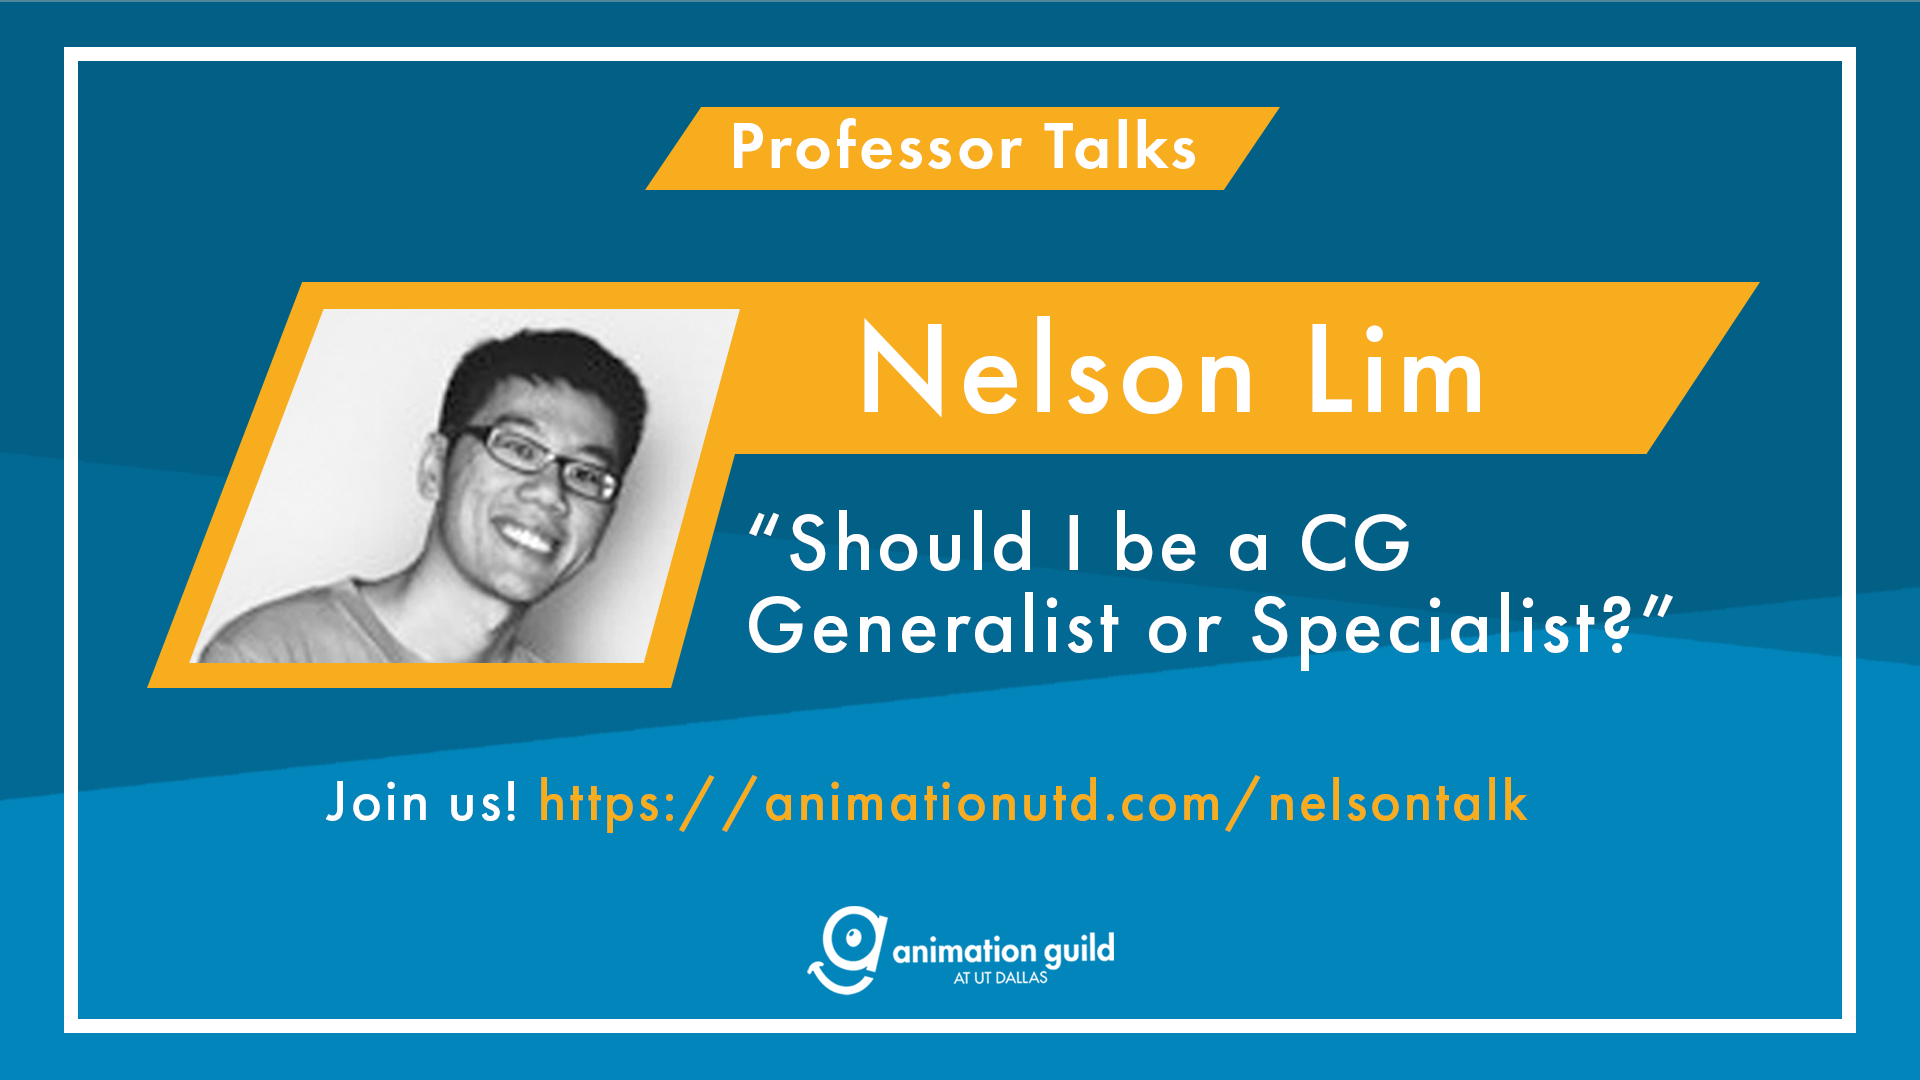 Professor Talks
Nelson Lim
“Should I be a CG
Generalist or Specialist?”
Join us! https://animationutd.com/nelsontalk
animation guild
AT UT DALLAS